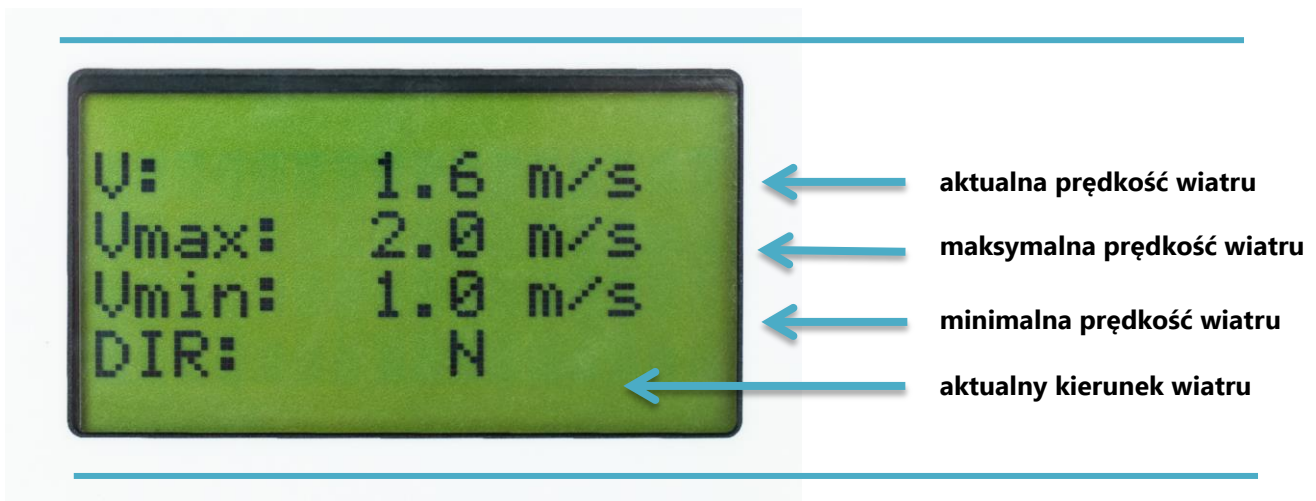 V: 1.6 m/s
aktualna prędkość wiatru
Vmax: 2.0 m/s
maksymalna prędkość wiatru
Vmin: 1.0 m/s
minimalna prędkość wiatru
DIR: N
aktualny kierunek wiatru